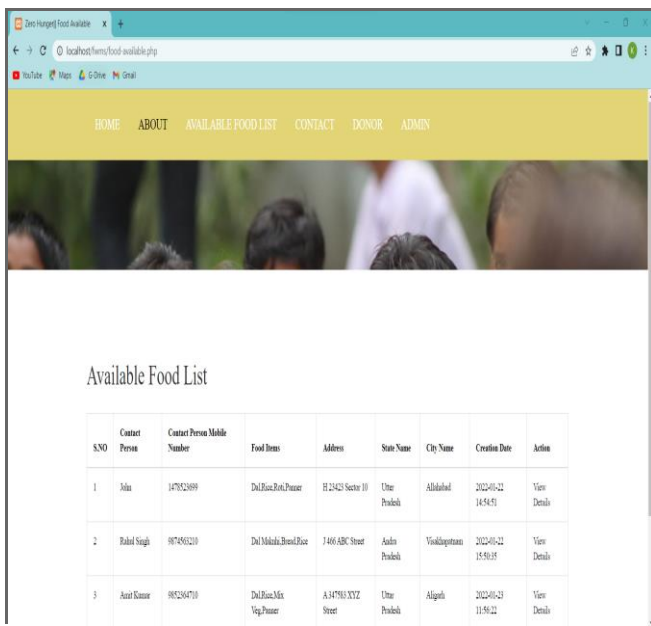 Zero Hunger|| Food Available
localhost/fwms/food-available.php
YouTube Maps G-Drive Gmail
HOME ABOUT AVAILABLE FOOD LIST CONTACT DONOR ADMIN
Available Food List
S.NO Contact Person Contact Person Mobile Number Food Items Address State Name City Name Creation Date Action
1 John 1478523699 Dal,Rice,Roti,Panner H 23423 Sector 10 Utter Pradesh Allahabad 2022-01-22 14:54:51 View Details
2 Rahul Singh 9874563210 Dal Makahi,Bread,Rice J 466 ABC Street Andra Pradesh Visakhapatnam 2022-01-22 15:50:35 View Details
3 Amit Kumar 9852364710 Dal,Rice,Mix Veg,Panner A 347583 XYZ Street Uttar Pradesh Aligarh 2022-01-23 11:56:22 View Details